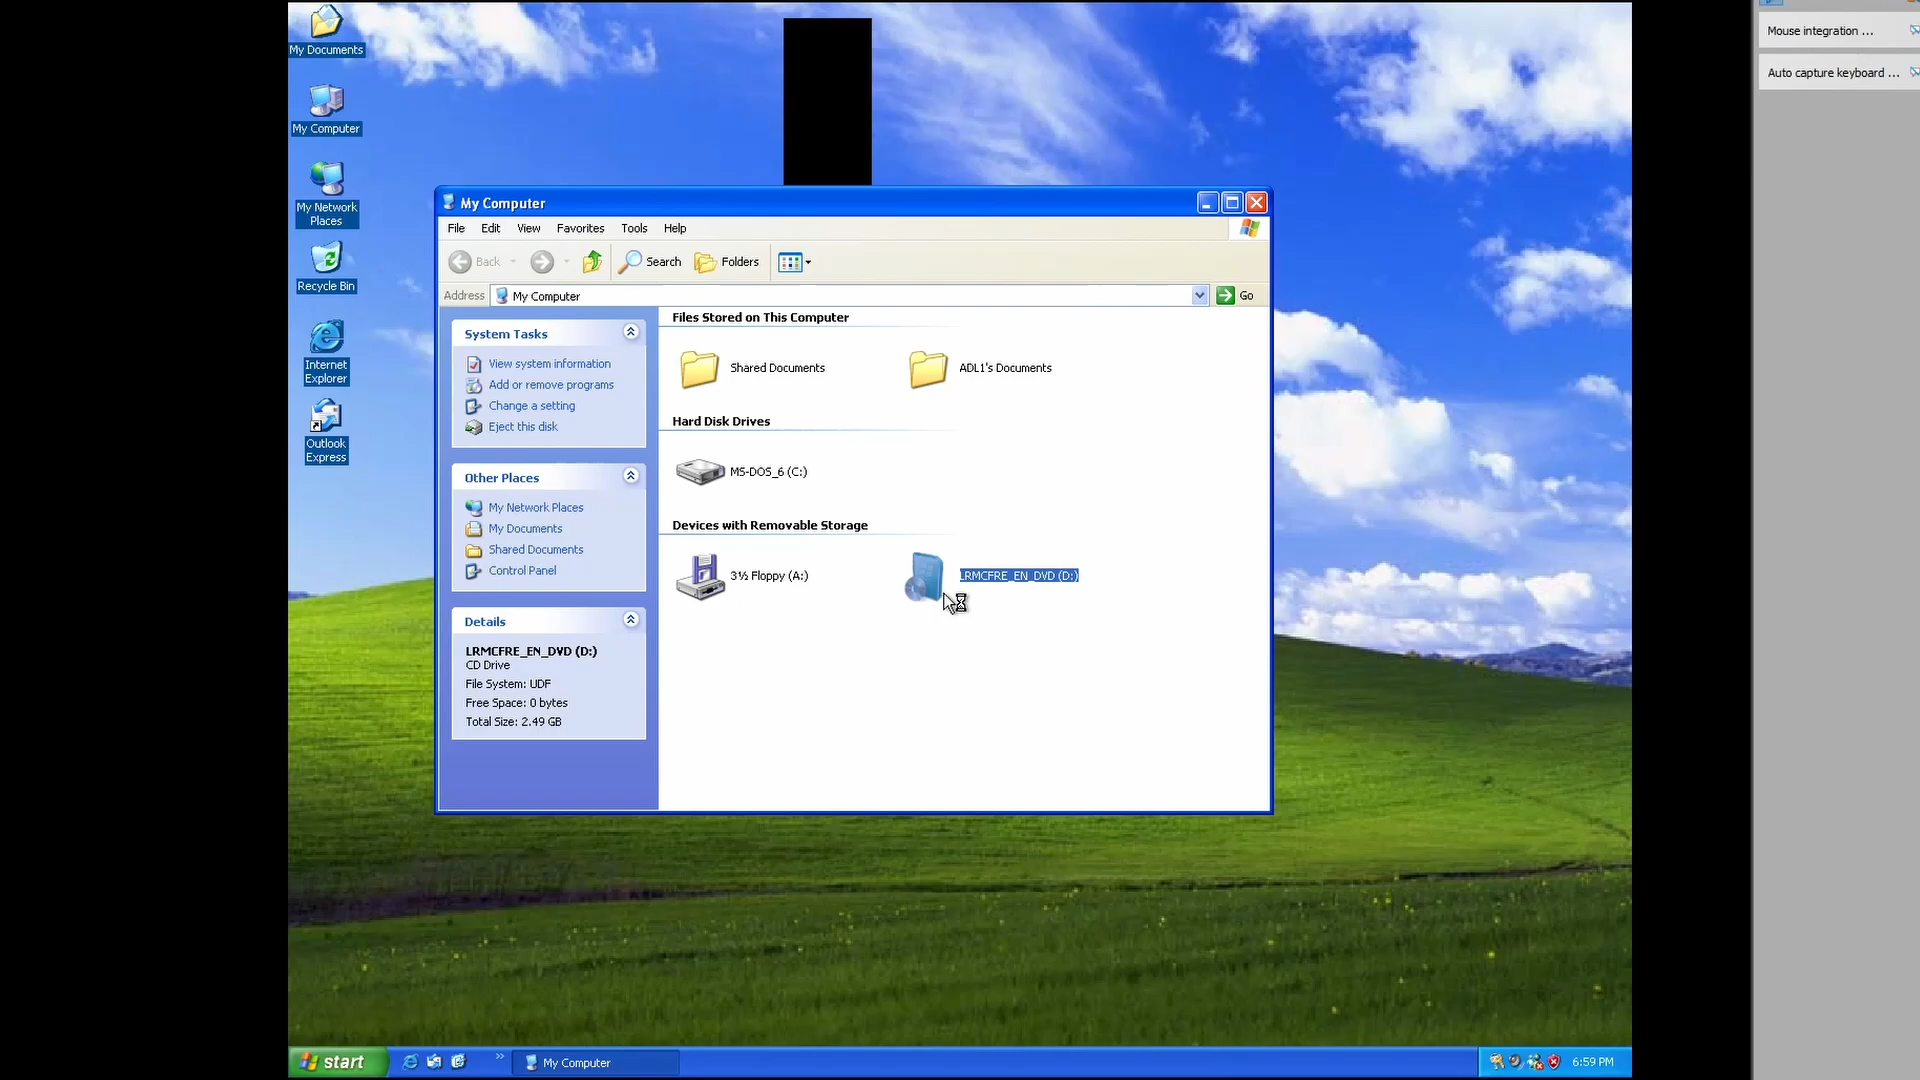 My Documents
My Computer
My Network
Places
Recycle Bin
Internet
Explorer
Outlook
Express
My Computer
File Edit View Favorites Tools Help
Back Search Folders
Address My Computer Go
System Tasks
View system information
Add or remove programs
Change a setting
Eject this disk
Other Places
My Network Places
My Documents
Shared Documents
Control Panel
Details
LRMCFRE_EN_DVD (D:)
CD Drive
File System: UDF
Free Space: 0 bytes
Total Size: 2.49 GB
Files Stored on This Computer
Shared Documents ADL1's Documents
Hard Disk Drives
MS-DOS_6 (C:)
Devices with Removable Storage
3½ Floppy (A:) LRMCFRE_EN_DVD (D:)
Mouse integration ...
Auto capture keyboard ...
start My Computer 6:59 PM